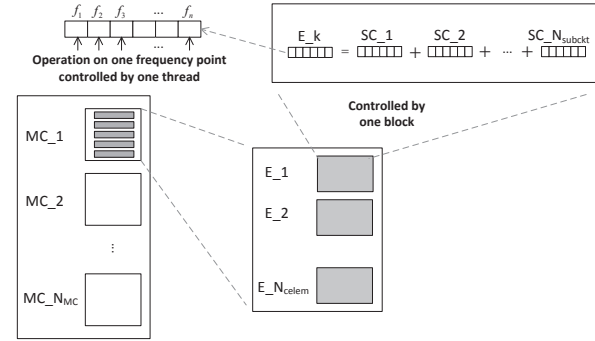 f1 f2 f3 ... fn
...
Operation on one frequency point
controlled by one thread
E_k = SC_1 + SC_2 + ... + SC_Nsubckt
Controlled by
one block
MC_1
MC_2
⋮
MC_NMC
E_1
E_2
E_Ncelem